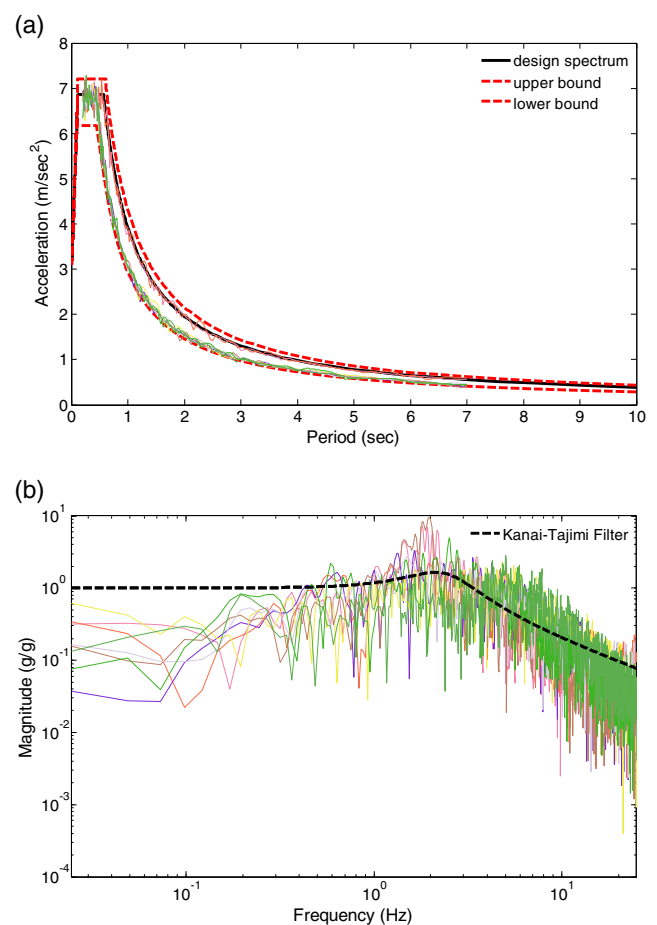 (a)
8
7
6
5
4
3
2
1
0
Acceleration (m/sec²)
design spectrum
upper bound
lower bound
0 1 2 3 4 5 6 7 8 9 10
Period (sec)
(b)
10¹
10⁰
10⁻¹
10⁻²
10⁻³
10⁻⁴
Magnitude (g/g)
Kanai-Tajimi Filter
10⁻¹ 10⁰ 10¹
Frequency (Hz)